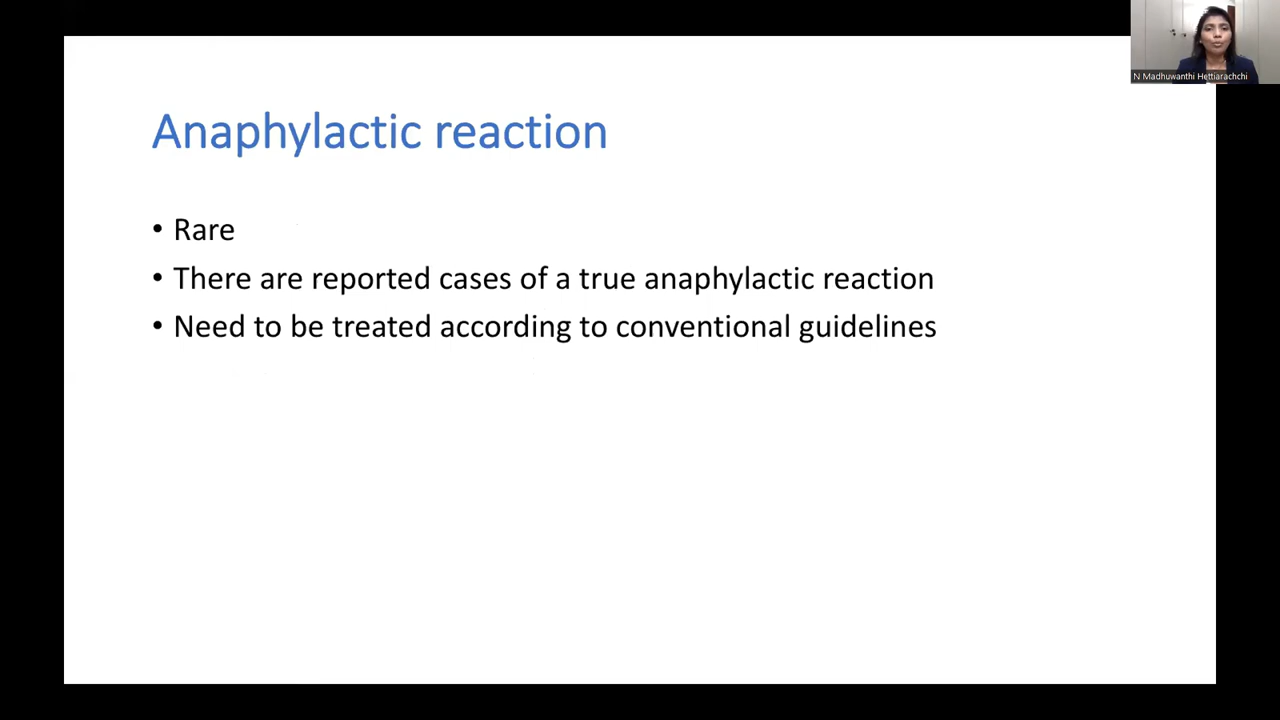 N Madhuwanthi Hettiarachchi
Anaphylactic reaction
• Rare
• There are reported cases of a true anaphylactic reaction
• Need to be treated according to conventional guidelines